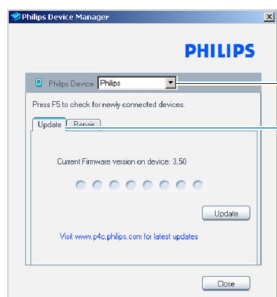 Philips Device Manager
PHILIPS
Philips Device Philips
Press F5 to check for newly connected devices.
Update Repair
Current Firmware version on device: 3.50
Update
Visit www.p4c.philips.com for latest updates
Close